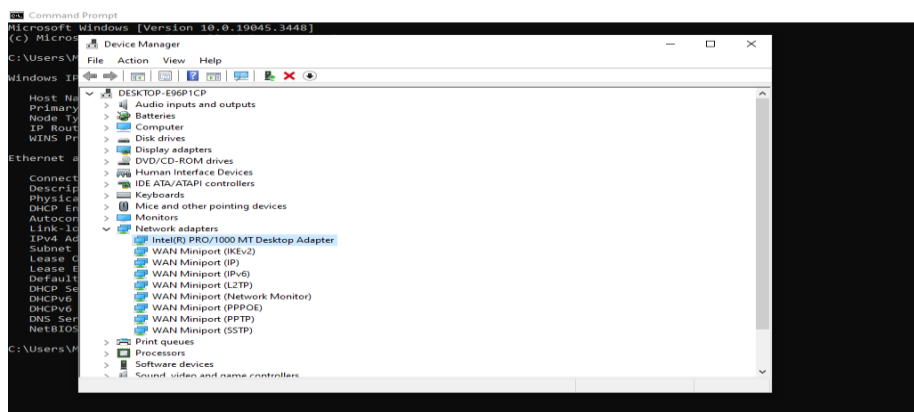 Command Prompt
Microsoft Windows [Version 10.0.19045.3448]
(c) Micros
Device Manager
C:\Users\M
File Action View Help
Windows IP
DESKTOP-E96P1CP
Audio inputs and outputs
Batteries
Computer
Disk drives
Display adapters
DVD/CD-ROM drives
Human Interface Devices
IDE ATA/ATAPI controllers
Keyboards
Mice and other pointing devices
Monitors
Network adapters
Intel(R) PRO/1000 MT Desktop Adapter
WAN Miniport (IKEv2)
WAN Miniport (IP)
WAN Miniport (IPv6)
WAN Miniport (L2TP)
WAN Miniport (Network Monitor)
WAN Miniport (PPPOE)
WAN Miniport (PPTP)
WAN Miniport (SSTP)
Print queues
Processors
Software devices
Sound, video and game controllers
Host Na
Primary
Node Ty
IP Rout
WINS Pr
Ethernet a
Connect
Descrip
Physica
DHCP En
Autocon
Link-lo
IPv4 Ad
Subnet
Lease O
Lease E
Default
DHCP Se
DHCPv6
DHCPv6
DNS Ser
NetBIOS
C:\Users\M